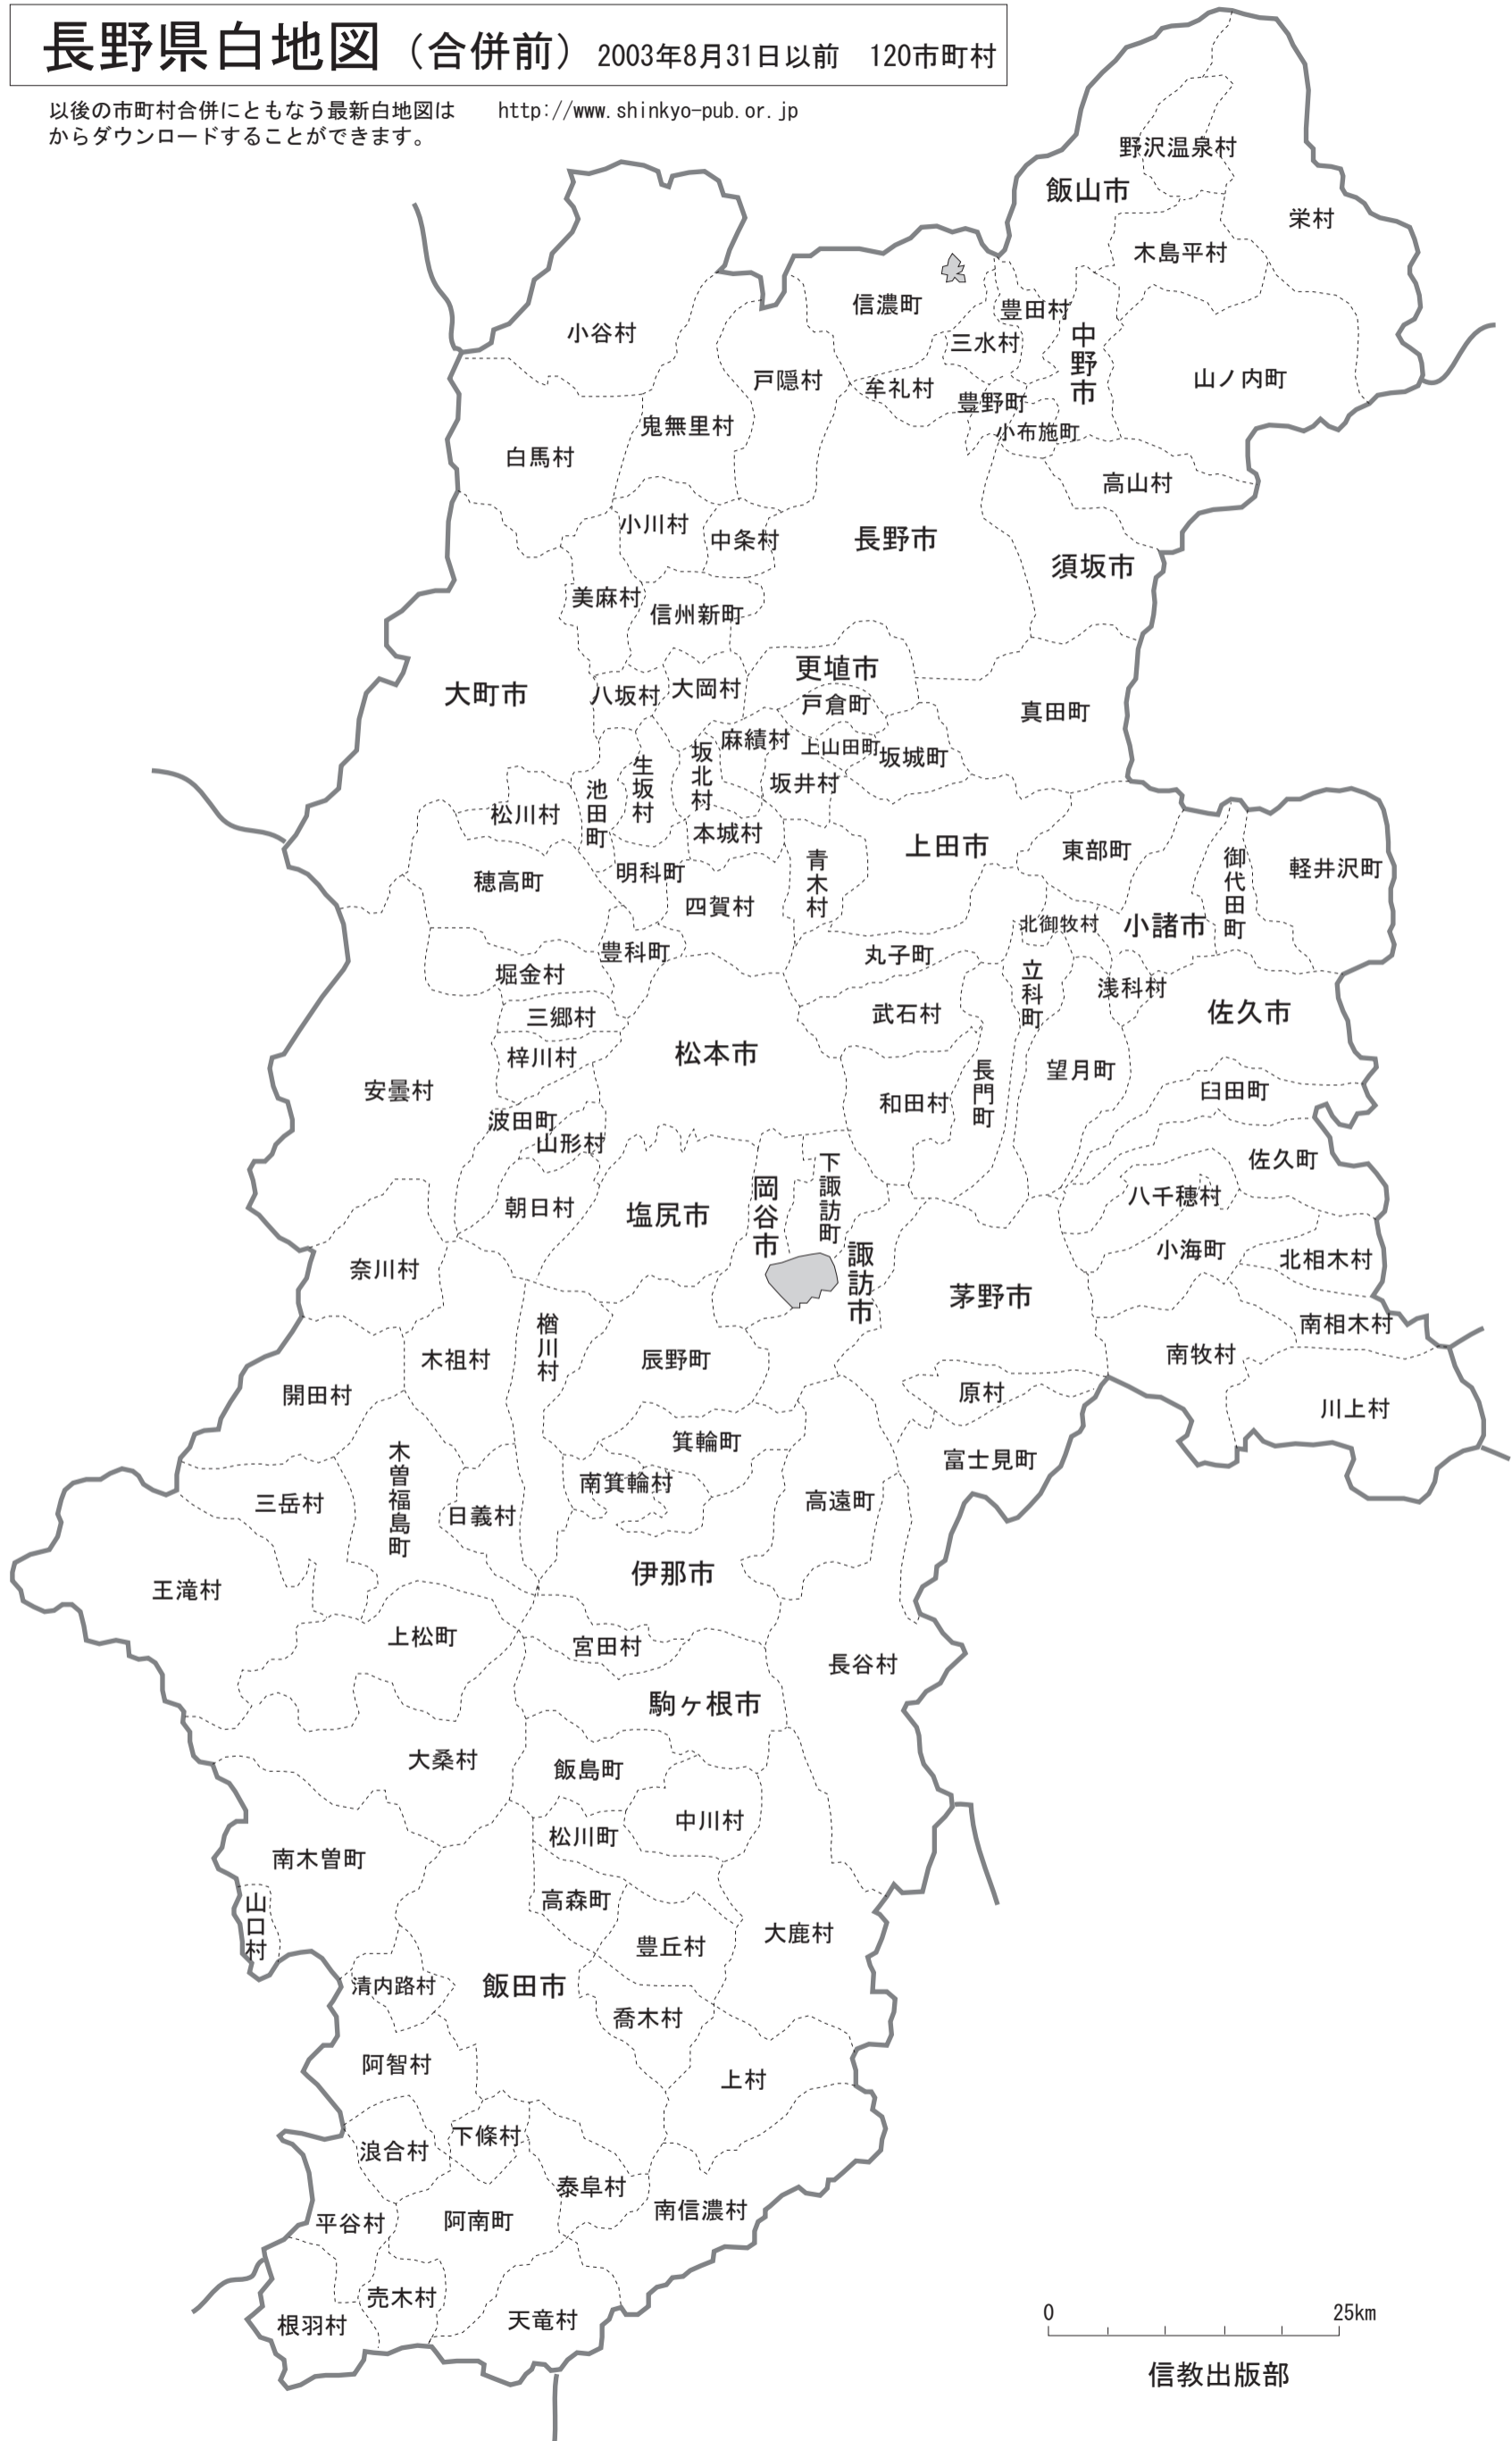 長野県白地図（合併前）2003年8月31日以前　120市町村
以後の市町村合併にともなう最新白地図は　http://www.shinkyo-pub.or.jp
からダウンロードすることができます。
野沢温泉村
飯山市
栄村
木島平村
信濃町
豊田村
小谷村
三水村
中野市
戸隠村
牟礼村
山ノ内町
豊野町
鬼無里村
小布施町
白馬村
高山村
小川村
中条村
長野市
須坂市
美麻村
信州新町
更埴市
大町市
八坂村
大岡村
戸倉町
真田町
麻績村
上山田町
坂城町
坂北村
生坂村
坂井村
池田町
松川村
本城村
上田市
東部町
青木村
御代田町
軽井沢町
穂高町
明科町
四賀村
北御牧村
小諸市
豊科町
丸子町
堀金村
立科町
浅科村
三郷村
武石村
佐久市
梓川村
松本市
安曇村
長門町
望月町
臼田町
和田村
波田町
山形村
佐久町
下諏訪町
八千穂村
朝日村
塩尻市
岡谷市
諏訪市
小海町
北相木村
奈川村
茅野市
楢川村
南相木村
木祖村
辰野町
南牧村
開田村
原村
川上村
箕輪町
富士見町
木曽福島町
南箕輪村
三岳村
日義村
高遠町
王滝村
伊那市
上松町
宮田村
長谷村
駒ヶ根市
大桑村
飯島町
中川村
松川町
南木曽町
山口村
高森町
大鹿村
豊丘村
清内路村
飯田市
喬木村
阿智村
上村
下條村
浪合村
泰阜村
南信濃村
平谷村
阿南町
売木村
根羽村
天竜村
0
25km
信教出版部